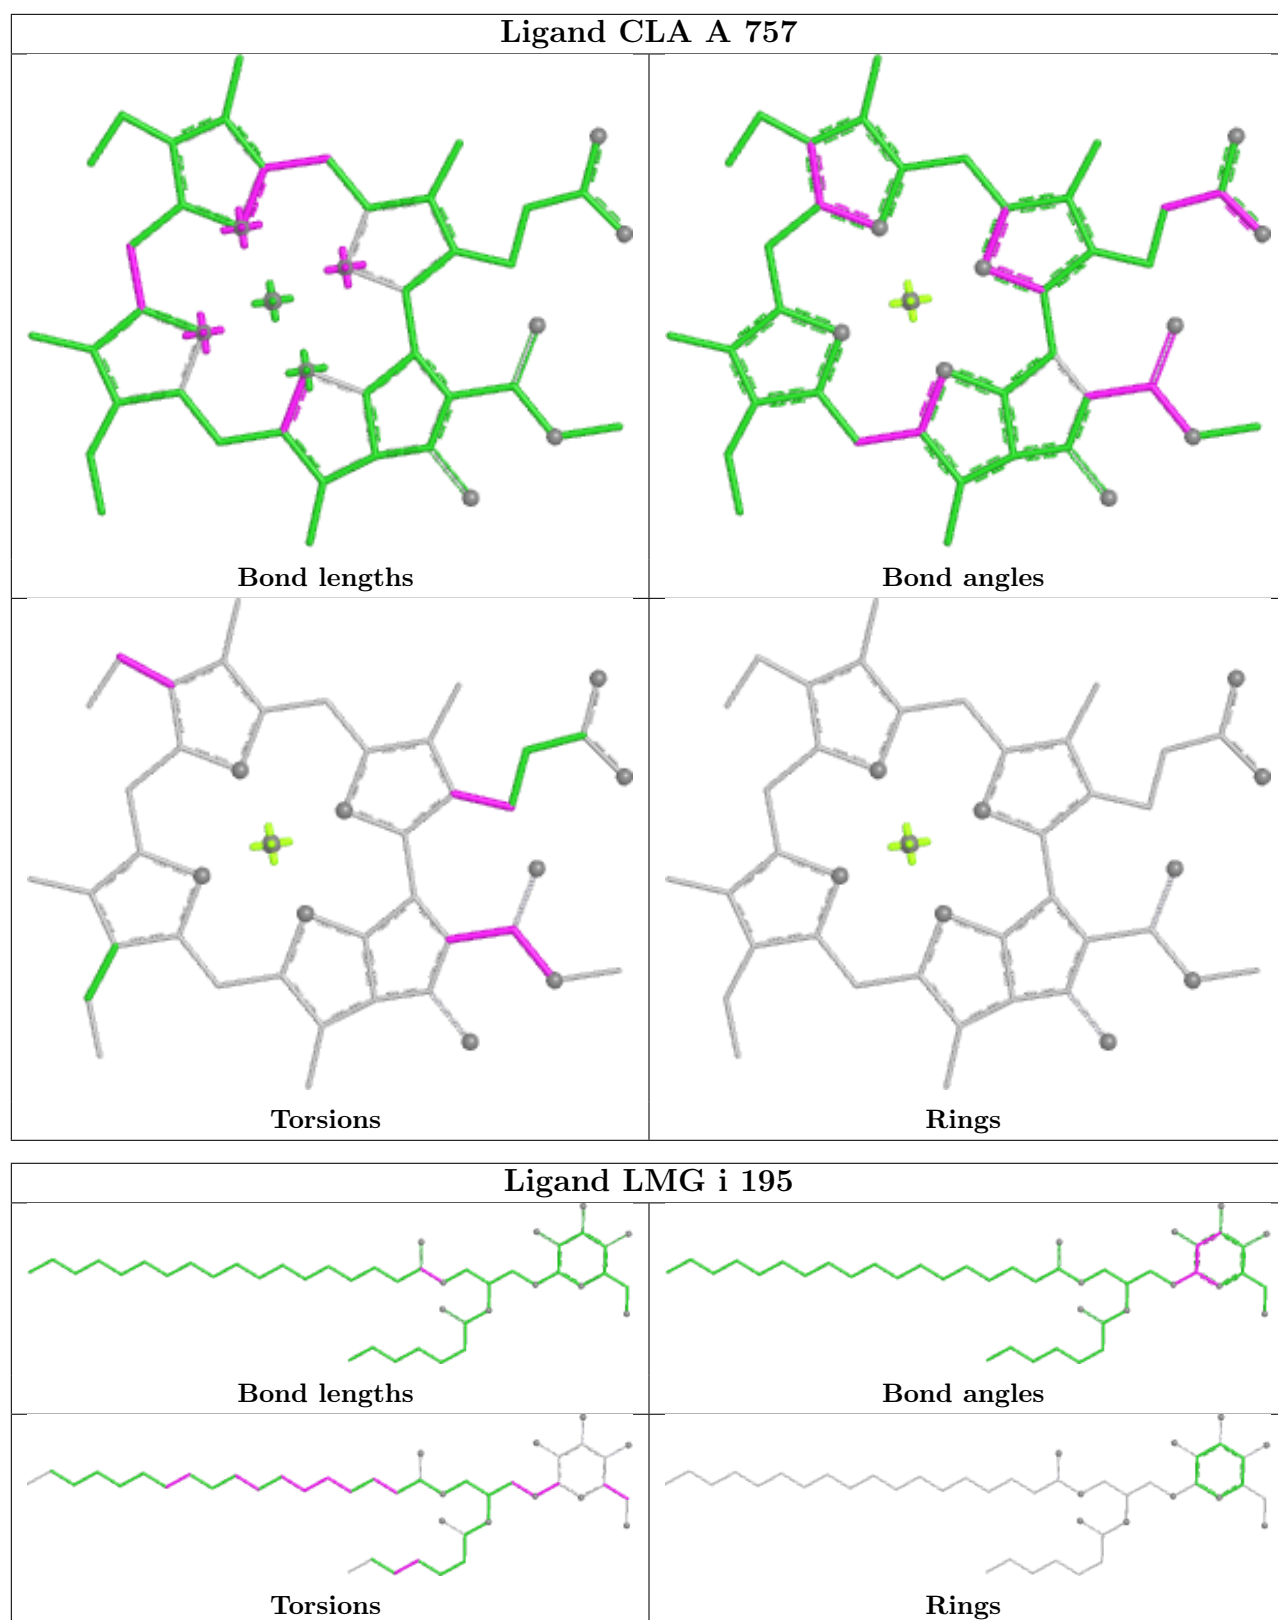 Ligand CLA A 757
Bond lengths
Bond angles
Torsions
Rings
Ligand LMG i 195
Bond lengths
Bond angles
Torsions
Rings